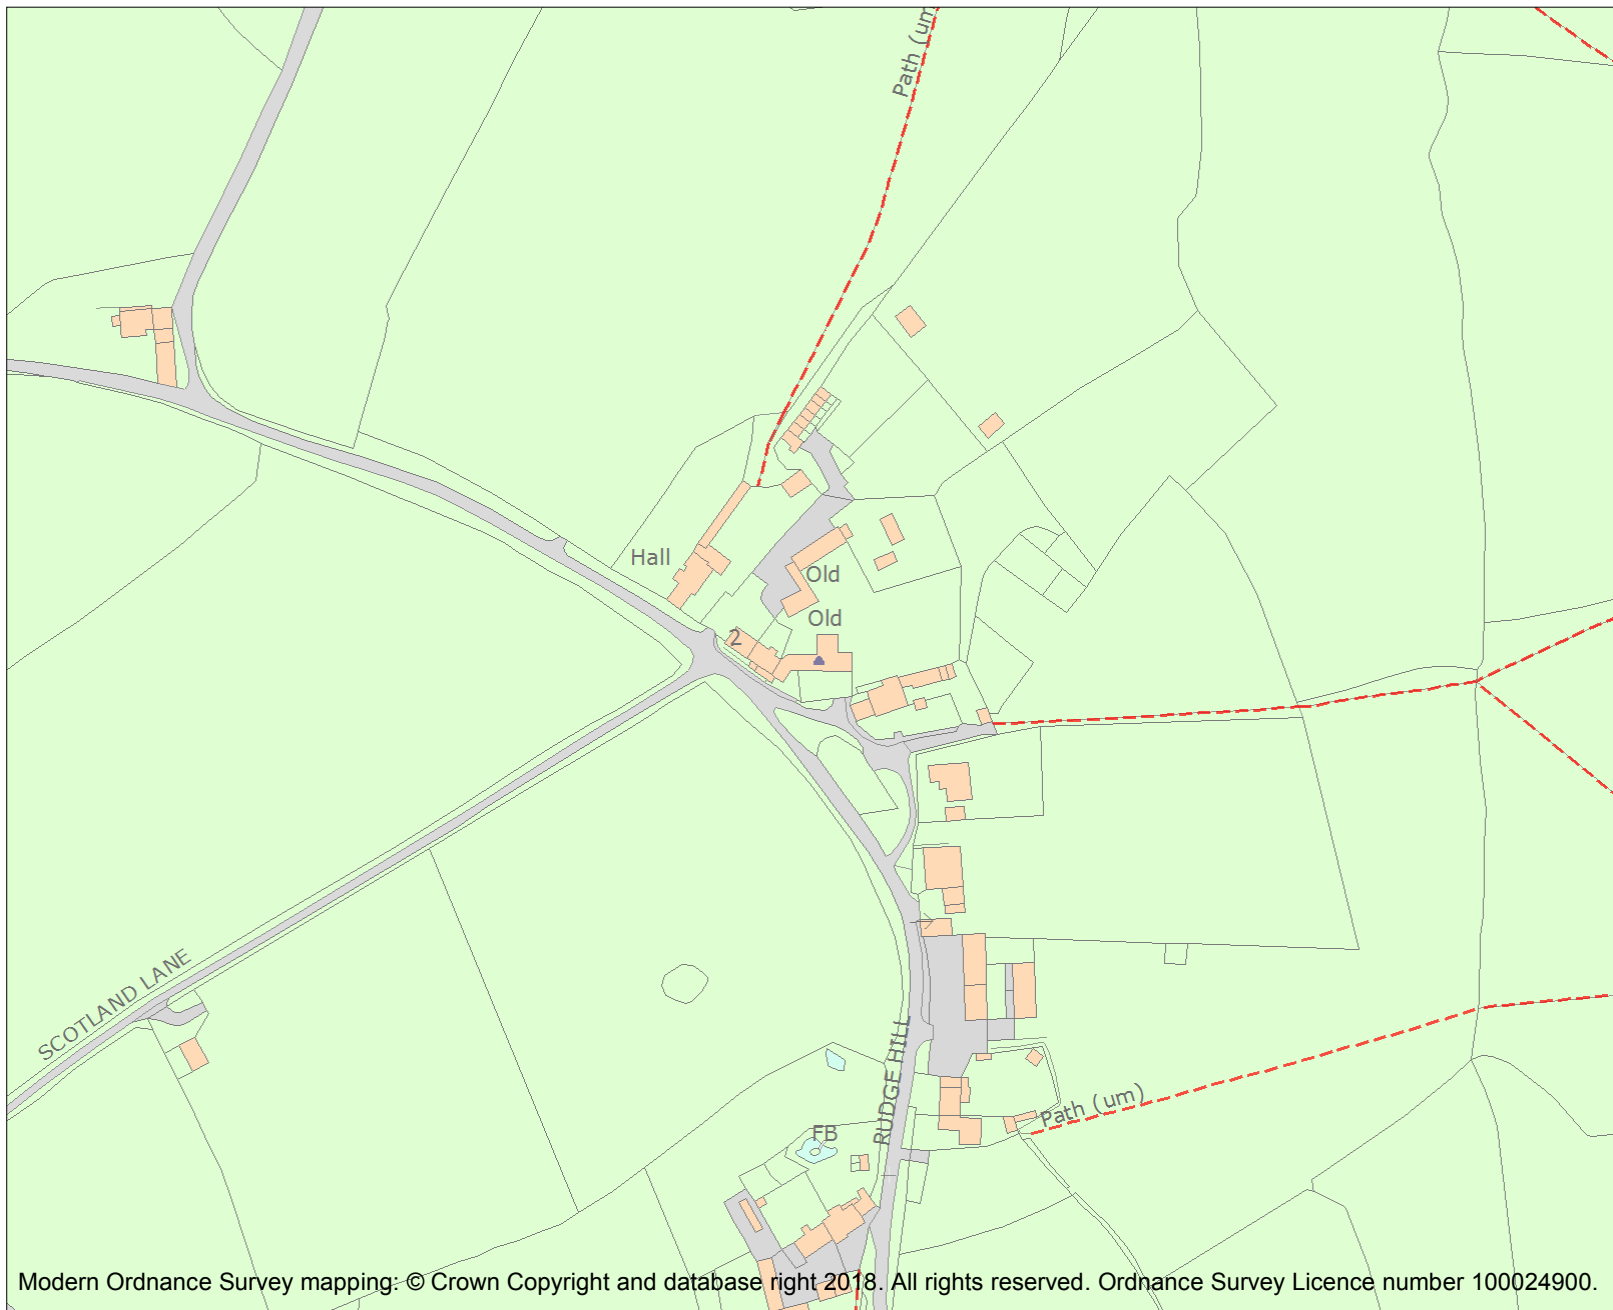 Path (um
Hall
Old
Old
2
SCOTLAND LANE
RUDGE HILL
Path (um)
FB
Modern Ordnance Survey mapping: © Crown Copyright and database right 2018. All rights reserved. Ordnance Survey Licence number 100024900.